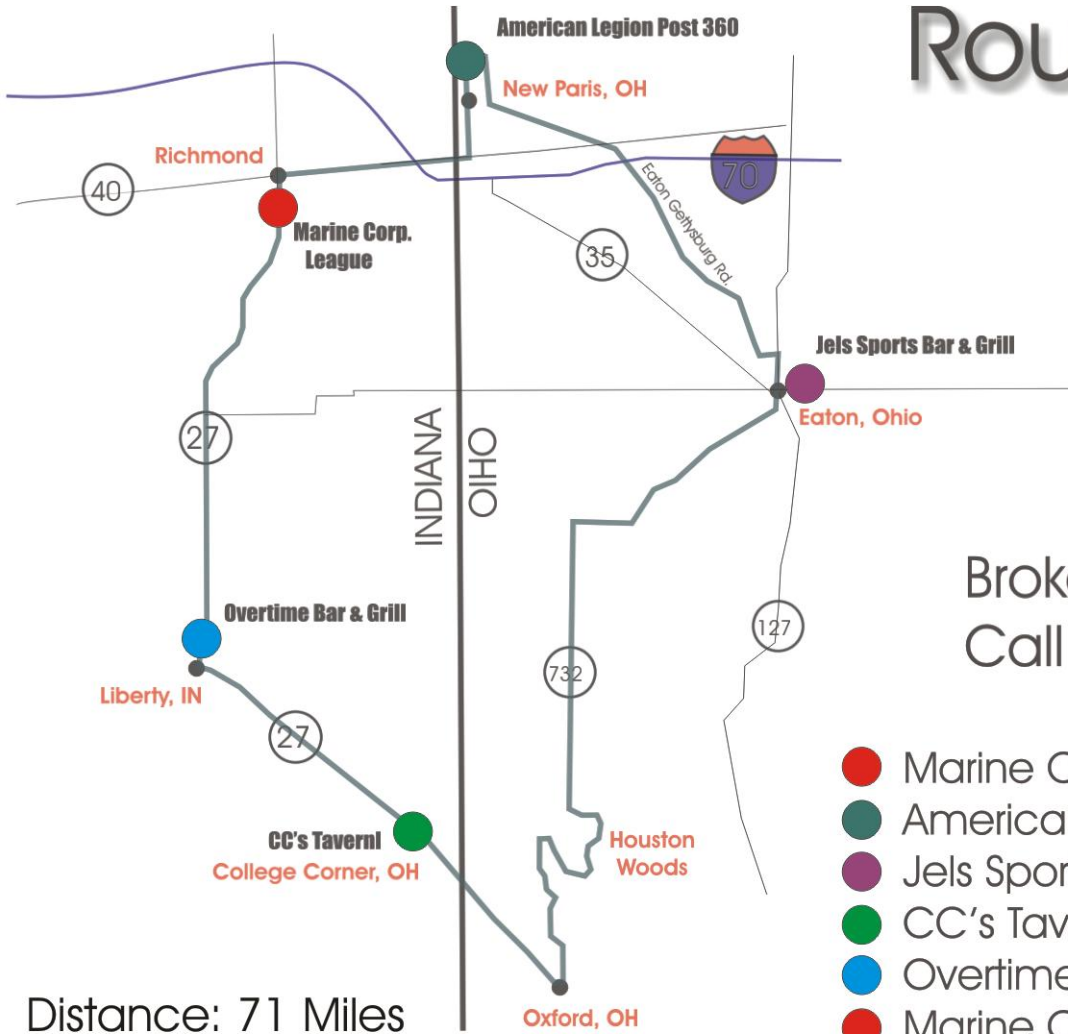 American Legion Post 360
Rou
New Paris, OH
Richmond
40
70
Marine Corp.
League
Eaton Gettysburg Rd.
35
Jels Sports Bar & Grill
Eaton, Ohio
27
INDIANA
OHIO
Brok
Call
Overtime Bar & Grill
127
732
Liberty, IN
27
Marine C
America
Jels Spor
CC's Tav
Overtime
Marine C
CC's Tavernl
College Corner, OH
Houston
Woods
Distance: 71 Miles
Oxford, OH